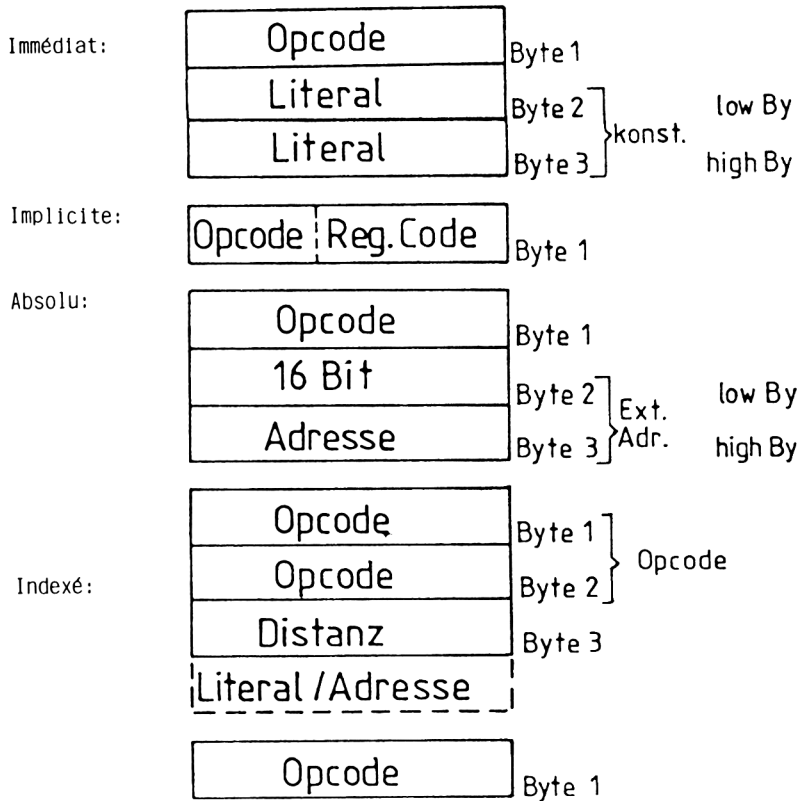 Immédiat:
Opcode Byte 1
Literal Byte 2 low By
konst.
Literal Byte 3 high By
Implicite:
Opcode Reg. Code Byte 1
Absolu:
Opcode Byte 1
16 Bit Byte 2 low By
Ext.
Adr.
Adresse Byte 3 high By
Opcode Byte 1
Opcode
Indexé:
Opcode Byte 2
Distanz Byte 3
Literal / Adresse
Opcode Byte 1